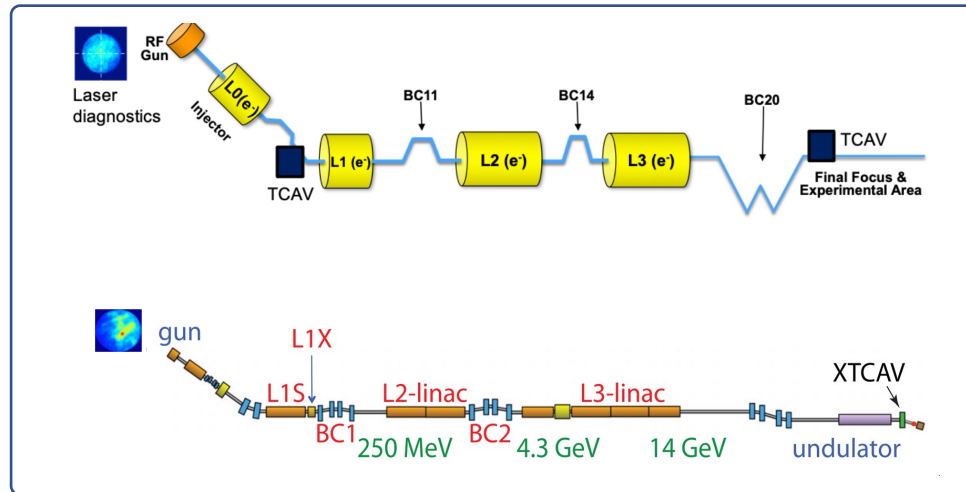 RF
Gun
Laser
diagnostics
L0(e-)
Injector
TCAV
L1 (e-)
BC11
L2 (e-)
BC14
L3 (e-)
BC20
TCAV
Final Focus &
Experimental Area
gun
L1X
L1S
BC1
L2-linac
250 MeV
BC2
4.3 GeV
L3-linac
14 GeV
XTCAV
undulator